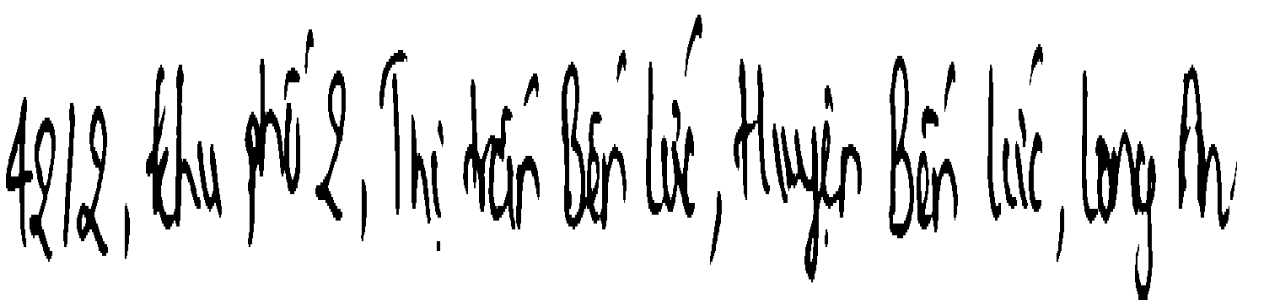 42/2, khu phố 2, Thị trấn Bến Lức, Huyện Bến Lức, Long An